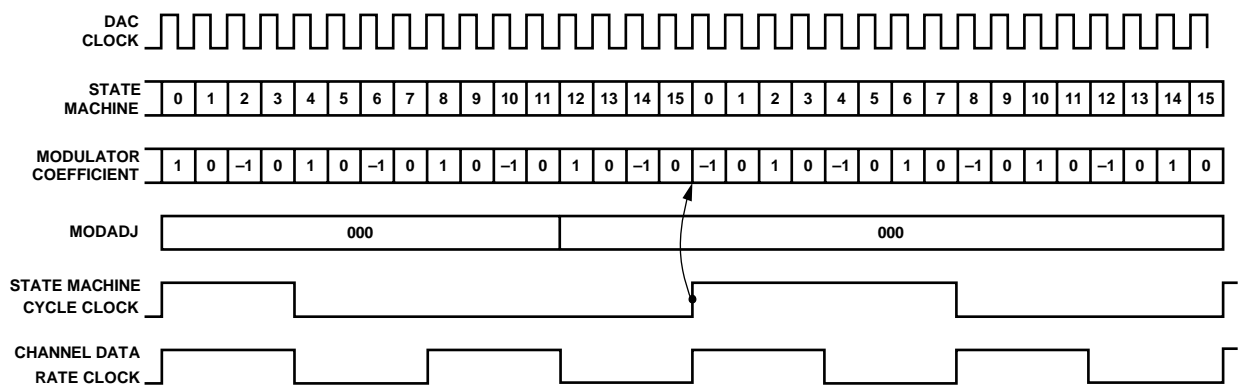 DAC
CLOCK
STATE
MACHINE
0 1 2 3 4 5 6 7 8 9 10 11 12 13 14 15 0 1 2 3 4 5 6 7 8 9 10 11 12 13 14 15
MODULATOR
COEFFICIENT
1 0 –1 0 1 0 –1 0 1 0 –1 0 1 0 –1 0 –1 0 1 0 –1 0 1 0 –1 0 1 0 –1 0 1 0
MODADJ
000 000
STATE MACHINE
CYCLE CLOCK
CHANNEL DATA
RATE CLOCK